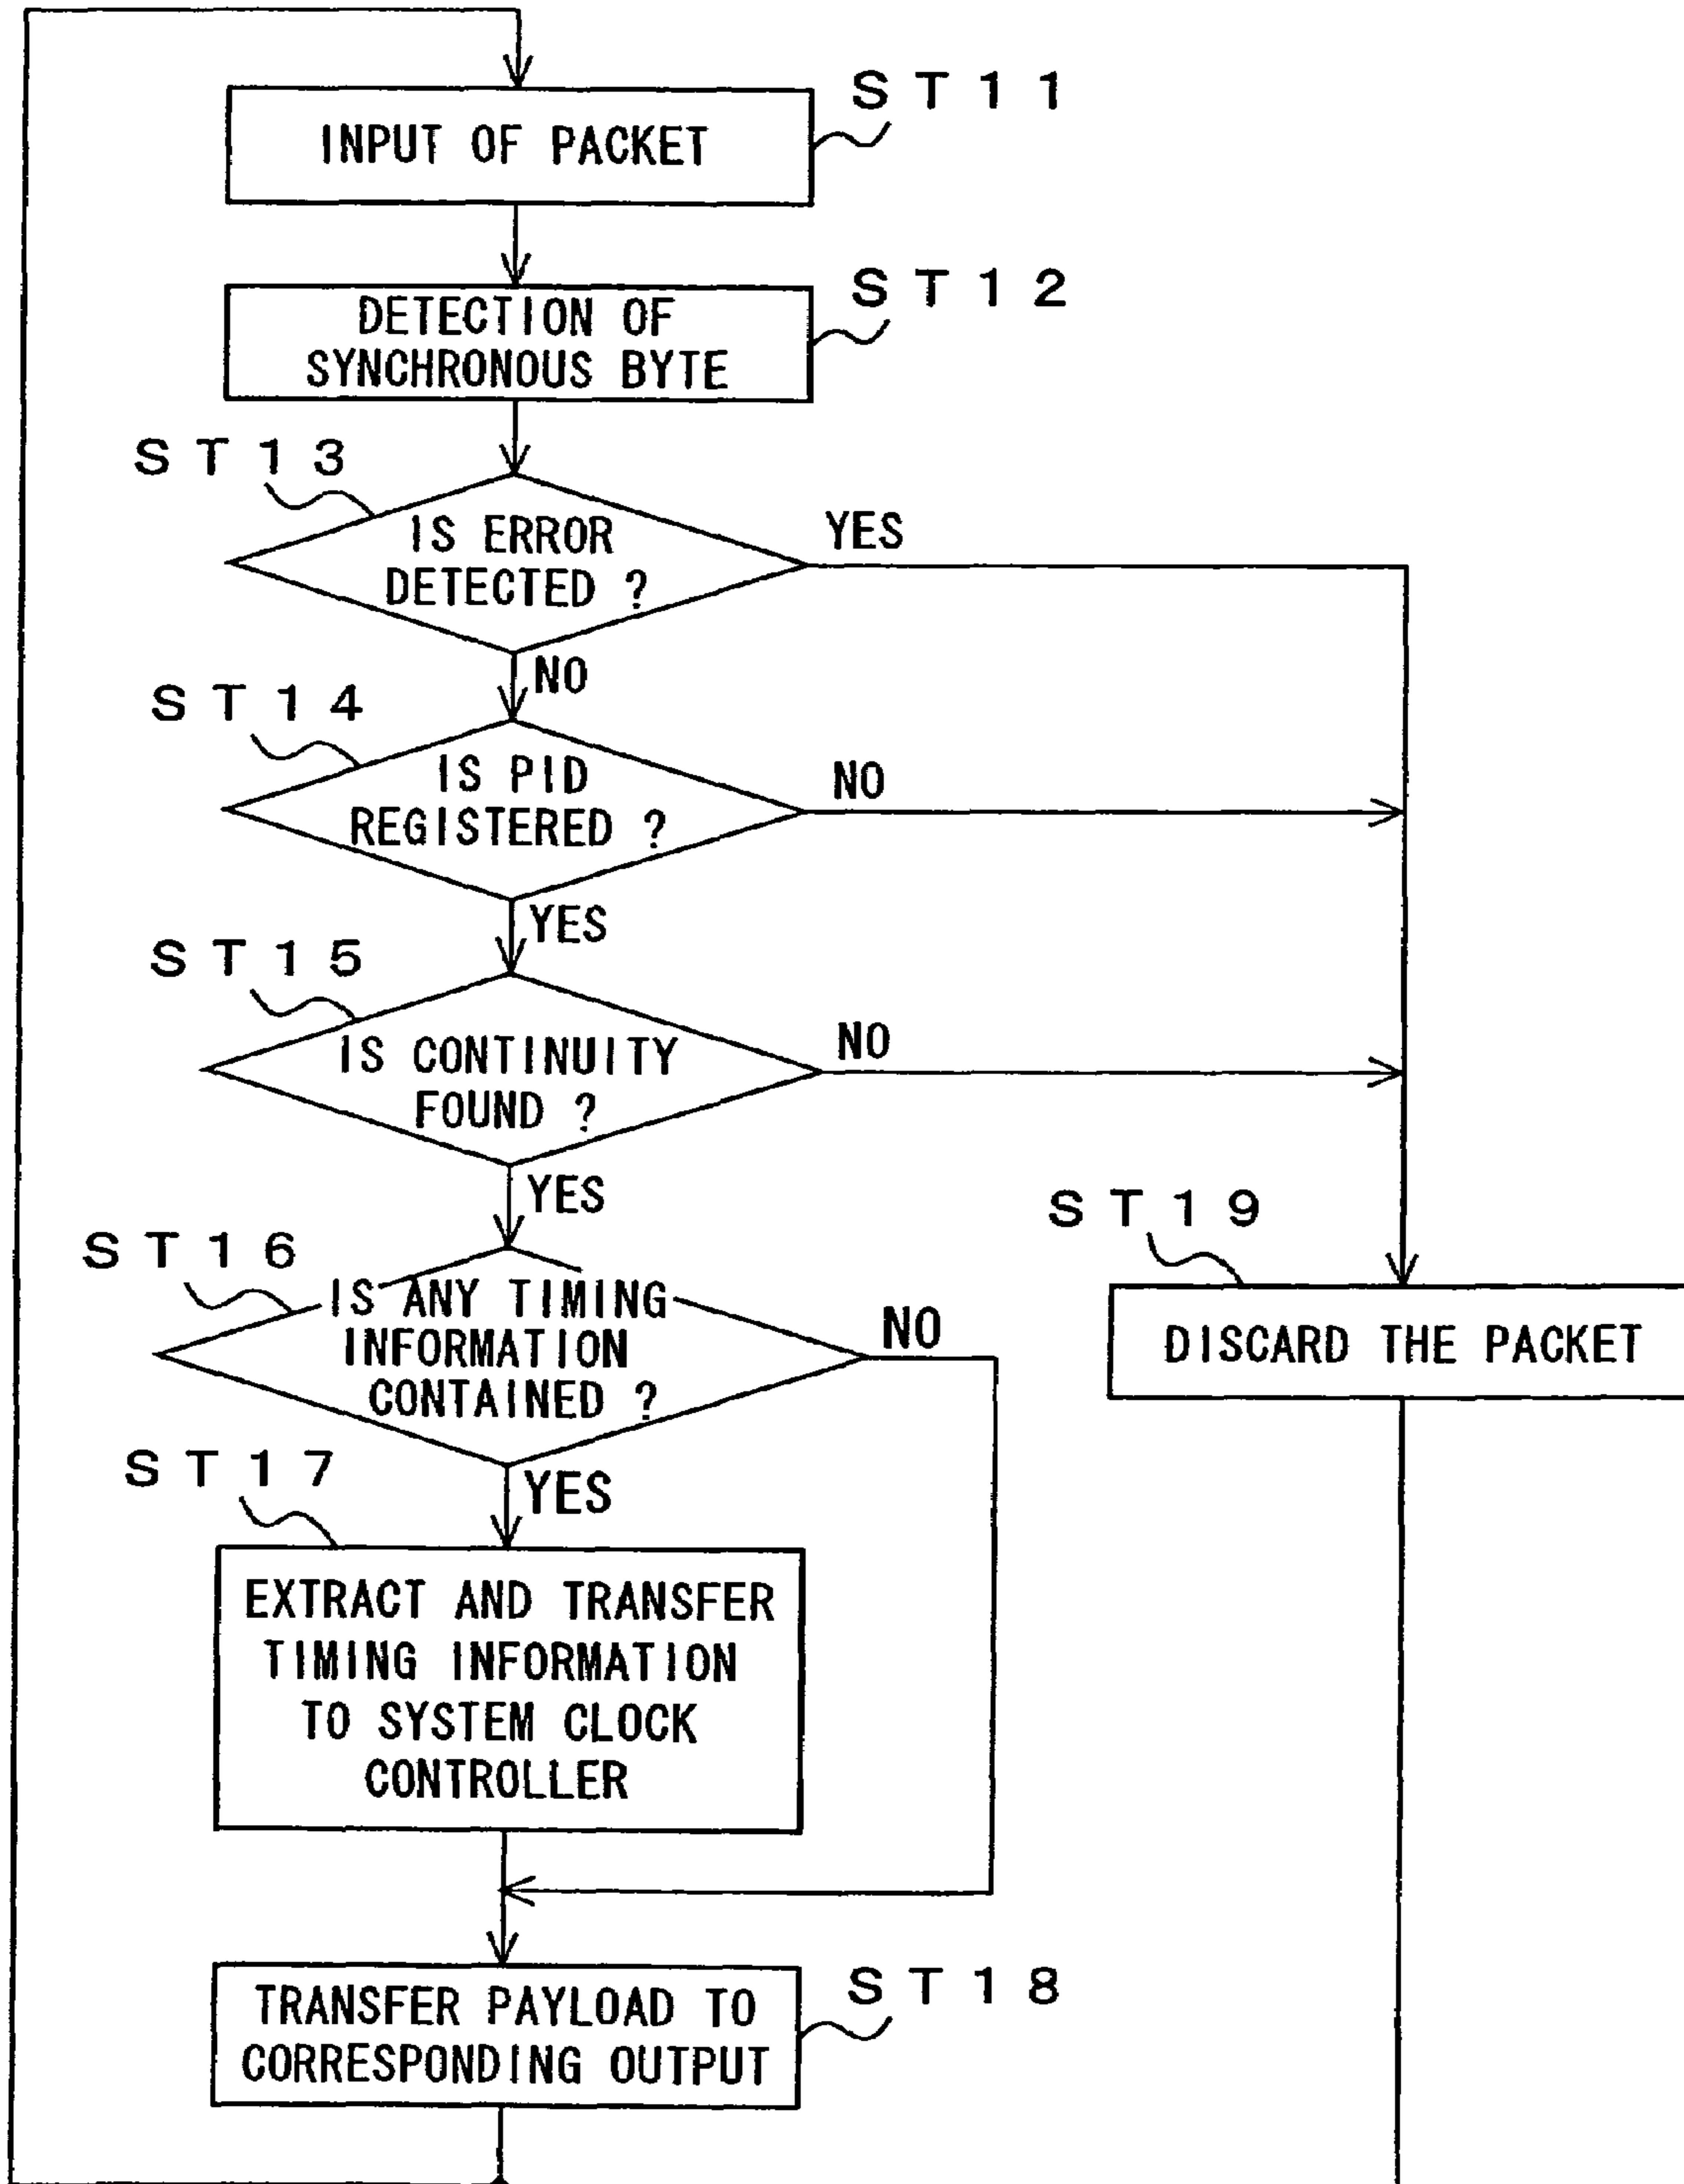 ST11
INPUT OF PACKET
ST12
DETECTION OF
SYNCHRONOUS BYTE
ST13
IS ERROR
DETECTED ?
YES
NO
ST14
IS PID
REGISTERED ?
NO
YES
ST15
IS CONTINUITY
FOUND ?
NO
YES
ST16
IS ANY TIMING
INFORMATION
CONTAINED ?
NO
YES
ST19
DISCARD THE PACKET
ST17
EXTRACT AND TRANSFER
TIMING INFORMATION
TO SYSTEM CLOCK
CONTROLLER
ST18
TRANSFER PAYLOAD TO
CORRESPONDING OUTPUT